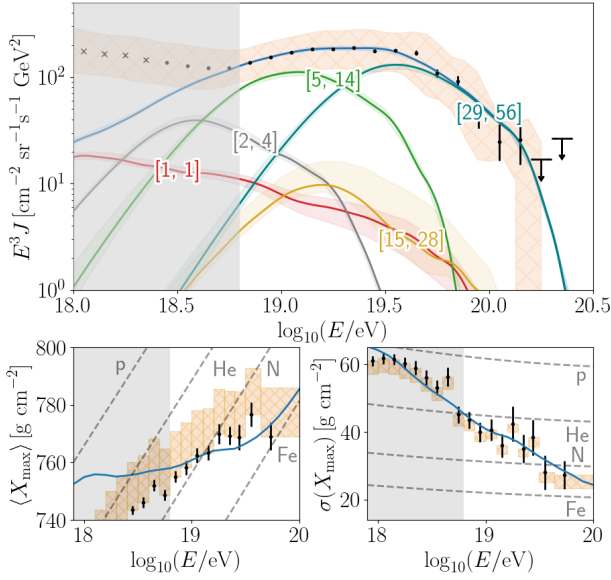 E³J [cm⁻² sr⁻¹s⁻¹ GeV²]
10²
10¹
10⁰
[1, 1]
[2, 4]
[5, 14]
[15, 28]
[29, 56]
18.0 18.5 19.0 19.5 20.0 20.5
log₁₀(E/eV)
⟨X_max⟩ [g cm⁻²]
800
780
760
740
p He N Fe
18 19 20
log₁₀(E/eV)
σ(X_max) [g cm⁻²]
60
40
20
p
He
N
Fe
18 19 20
log₁₀(E/eV)